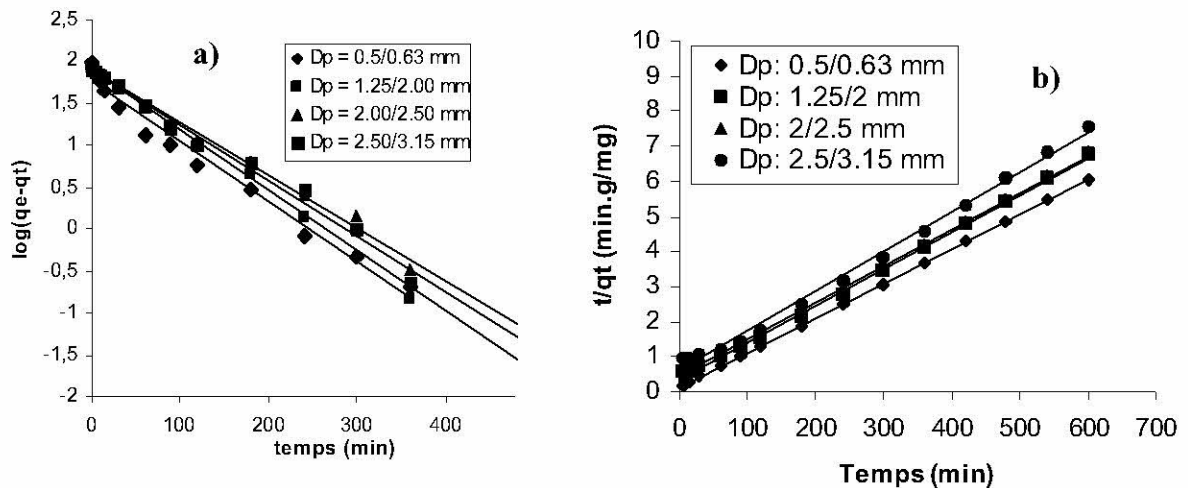 a)
Dp = 0.5/0.63 mm
Dp = 1.25/2.00 mm
Dp = 2.00/2.50 mm
Dp = 2.50/3.15 mm
2,5
2
1,5
1
0,5
0
-0,5
-1
-1,5
-2
log(qe-qt)
0 100 200 300 400
temps (min)
b)
Dp: 0.5/0.63 mm
Dp: 1.25/2 mm
Dp: 2/2.5 mm
Dp: 2.5/3.15 mm
10
9
8
7
6
5
4
3
2
1
0
t/qt (min.g/mg)
0 100 200 300 400 500 600 700
Temps (min)